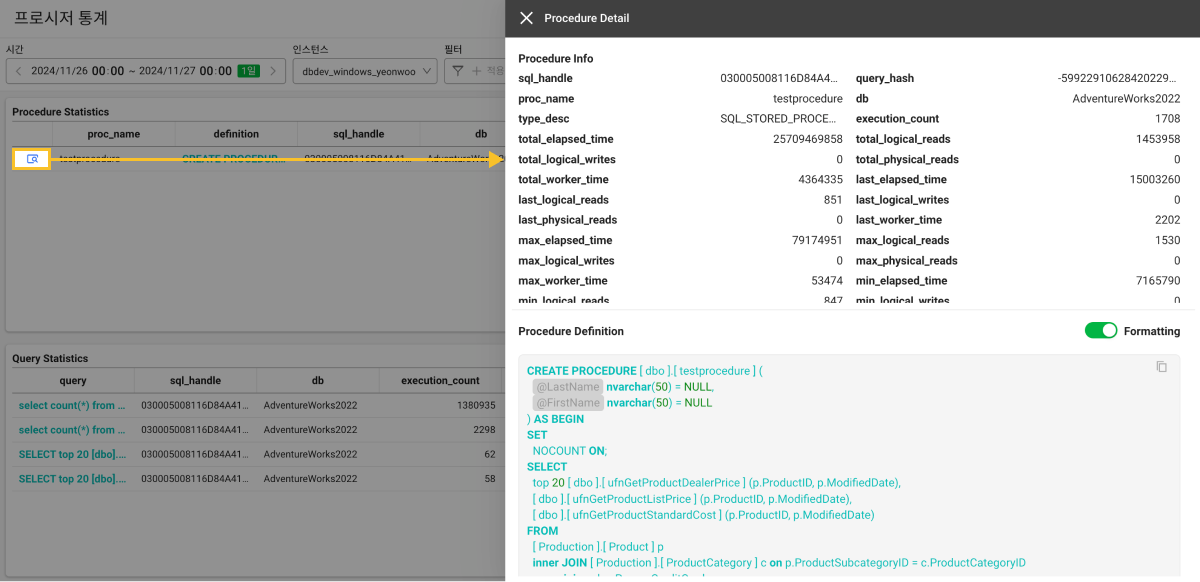 프로시저 통계
시간
인스턴스
필터
2024/11/26 00:00 ~ 2024/11/27 00:00 1일
dbdev_windows_yeonwoo
적용
Procedure Statistics
proc_name definition sql_handle db
testprocedure CREATE PROCEDUR... 030005008116D84A41...
Query Statistics
query sql_handle db execution_count
select count(*) from ... 030005008116D84A41... AdventureWorks2022 1380935
select count(*) from ... 030005008116D84A41... AdventureWorks2022 2298
SELECT top 20 [dbo].... 030005008116D84A41... AdventureWorks2022 62
SELECT top 20 [dbo].... 030005008116D84A41... AdventureWorks2022 58
Procedure Detail
Procedure Info
sql_handle 030005008116D84A4... query_hash -59922910628420229...
proc_name testprocedure db AdventureWorks2022
type_desc SQL_STORED_PROCE... execution_count 1708
total_elapsed_time 25709469858 total_logical_reads 1453958
total_logical_writes 0 total_physical_reads 0
total_worker_time 4364335 last_elapsed_time 15003260
last_logical_reads 851 last_logical_writes 0
last_physical_reads 0 last_worker_time 2202
max_elapsed_time 79174951 max_logical_reads 1530
max_logical_writes 0 max_physical_reads 0
max_worker_time 53474 min_elapsed_time 7165790
min_logical_reads 847 min_logical_writes 0
Procedure Definition
Formatting
CREATE PROCEDURE [ dbo ].[ testprocedure ] (
@LastName nvarchar(50) = NULL,
@FirstName nvarchar(50) = NULL
) AS BEGIN
SET
NOCOUNT ON;
SELECT
top 20 [ dbo ].[ ufnGetProductDealerPrice ] (p.ProductID, p.ModifiedDate),
[ dbo ].[ ufnGetProductListPrice ] (p.ProductID, p.ModifiedDate),
[ dbo ].[ ufnGetProductStandardCost ] (p.ProductID, p.ModifiedDate)
FROM
[ Production ].[ Product ] p
inner JOIN [ Production ].[ ProductCategory ] c on p.ProductSubcategoryID = c.ProductCategoryID